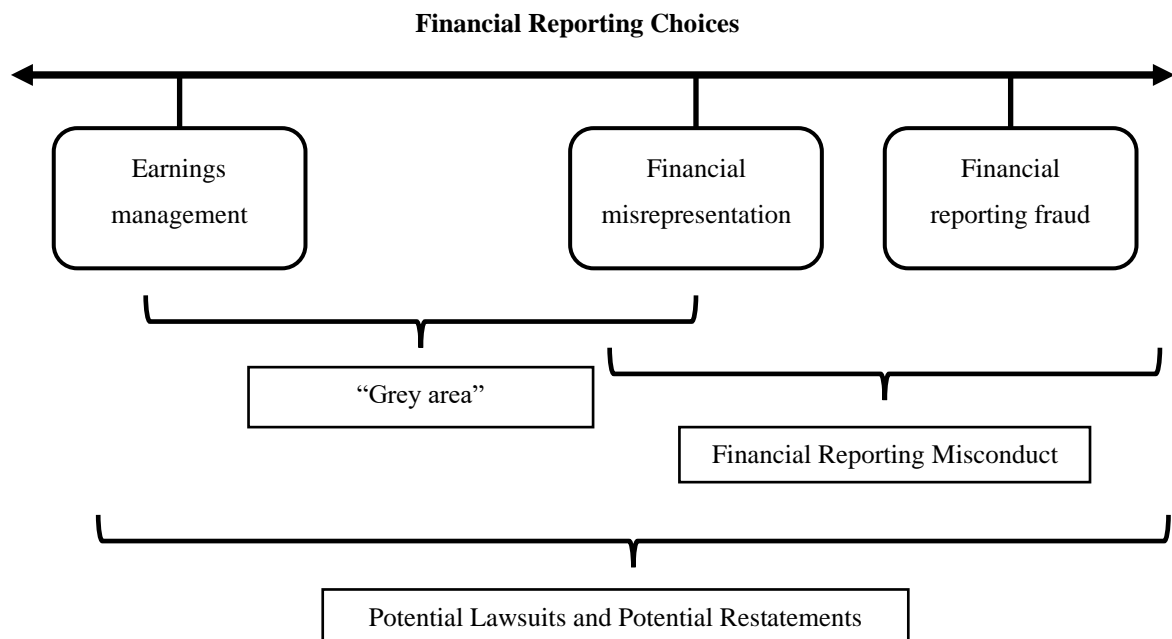 Financial Reporting Choices
Earnings
management
Financial
misrepresentation
Financial
reporting fraud
“Grey area”
Financial Reporting Misconduct
Potential Lawsuits and Potential Restatements